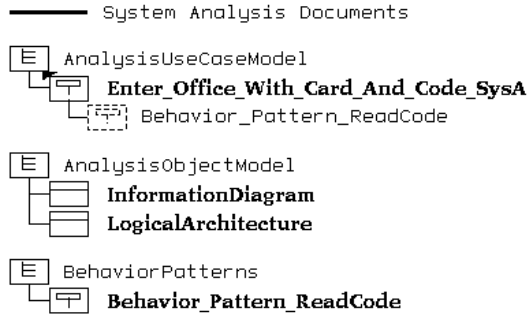 System Analysis Documents
AnalysisUseCaseModel
Enter_Office_With_Card_And_Code_SysA
Behavior_Pattern_ReadCode
AnalysisObjectModel
InformationDiagram
LogicalArchitecture
BehaviorPatterns
Behavior_Pattern_ReadCode